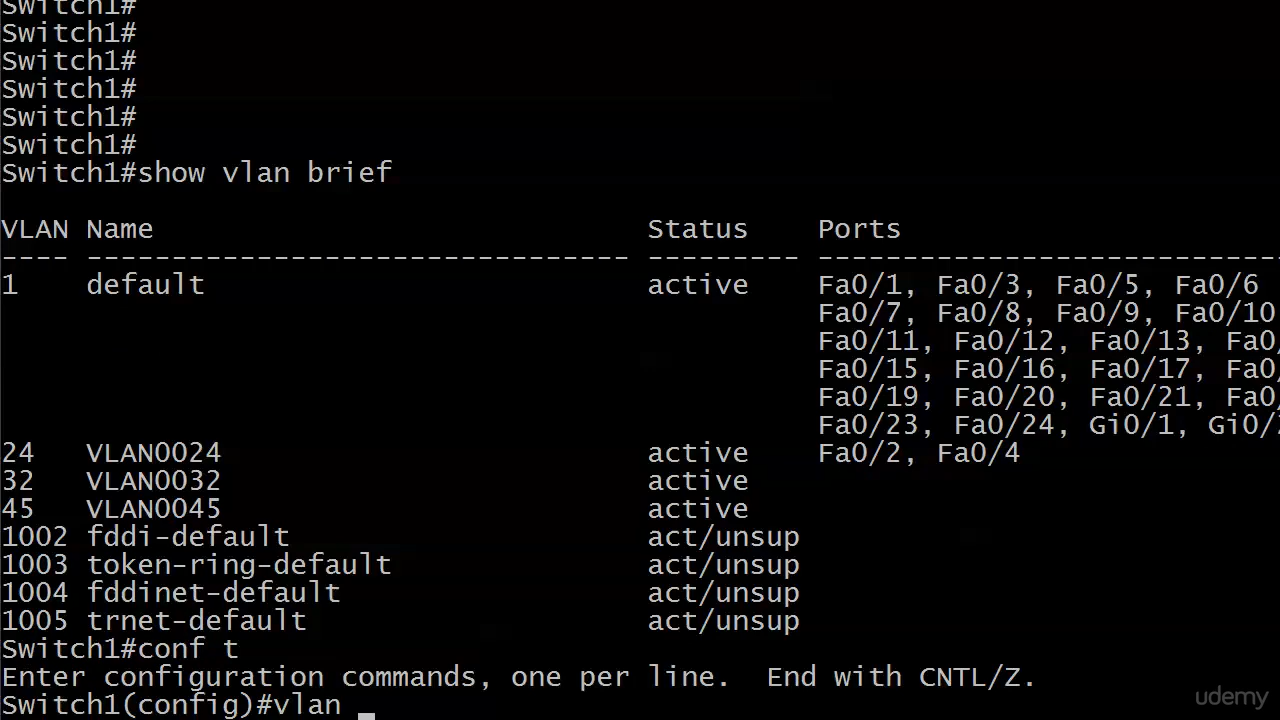 Switch1#
Switch1#
Switch1#
Switch1#
Switch1#
Switch1#
Switch1#show vlan brief
VLAN Name Status Ports
---- -------------------------------- --------- ----------------------------
1 default active Fa0/1, Fa0/3, Fa0/5, Fa0/6
Fa0/7, Fa0/8, Fa0/9, Fa0/10
Fa0/11, Fa0/12, Fa0/13, Fa0/
Fa0/15, Fa0/16, Fa0/17, Fa0/
Fa0/19, Fa0/20, Fa0/21, Fa0/
Fa0/23, Fa0/24, Gi0/1, Gi0/
24 VLAN0024 active Fa0/2, Fa0/4
32 VLAN0032 active
45 VLAN0045 active
1002 fddi-default act/unsup
1003 token-ring-default act/unsup
1004 fddinet-default act/unsup
1005 trnet-default act/unsup
Switch1#conf t
Enter configuration commands, one per line. End with CNTL/Z.
Switch1(config)#vlan
udemy